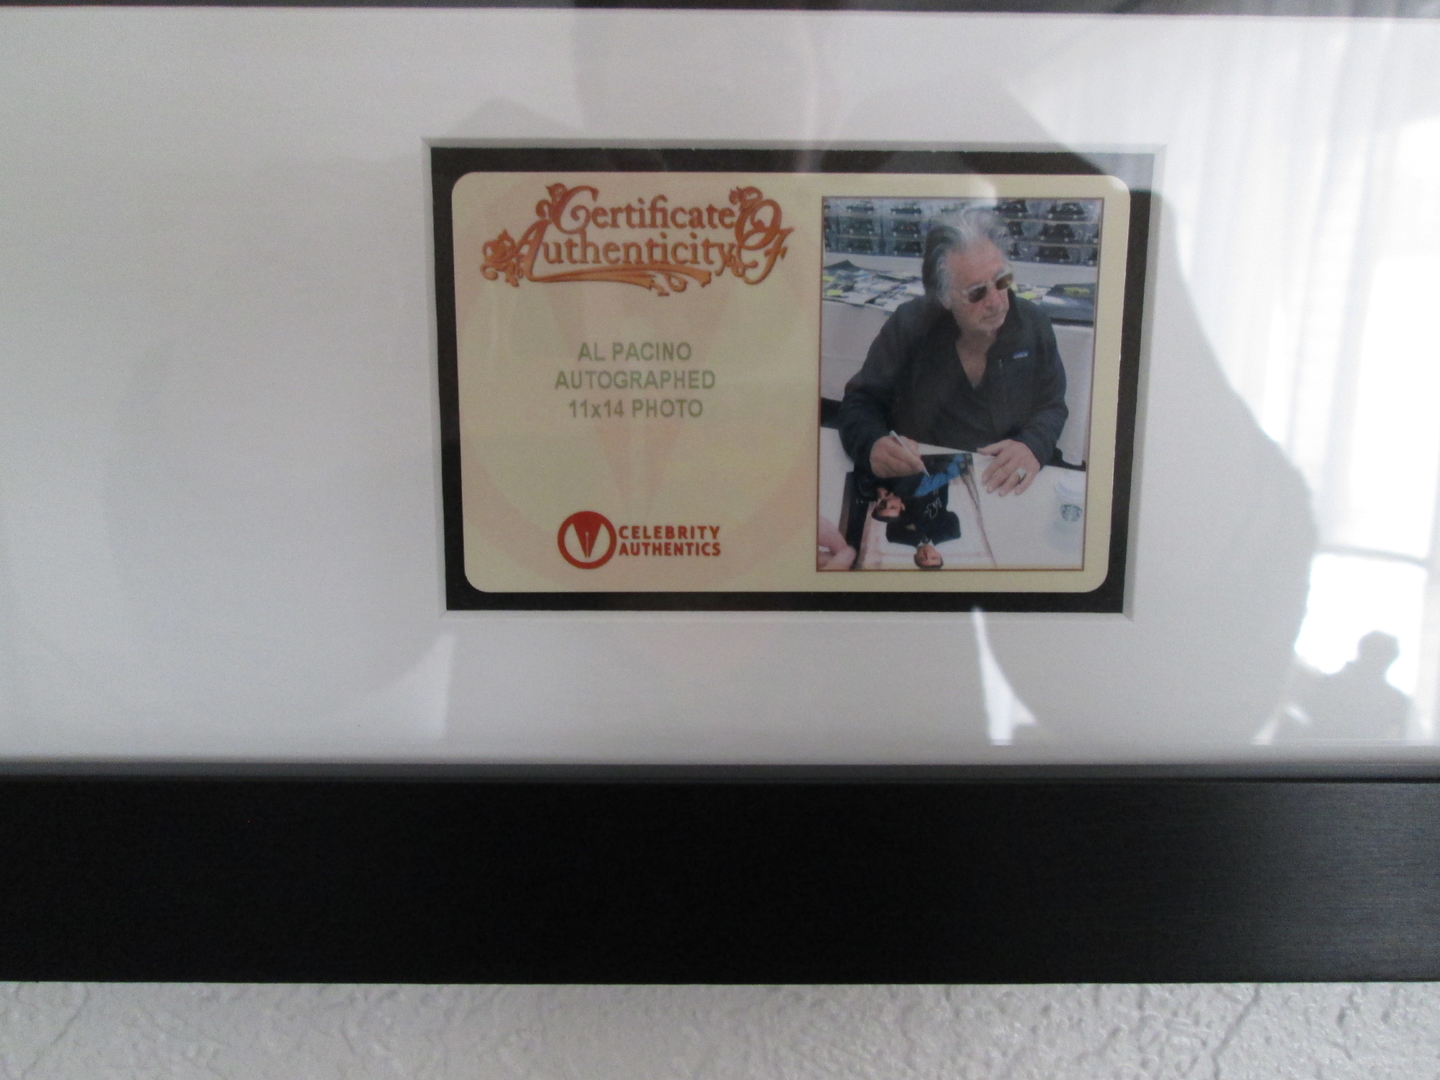 Certificate Of
Authenticity
AL PACINO
AUTOGRAPHED
11x14 PHOTO
CELEBRITY
AUTHENTICS